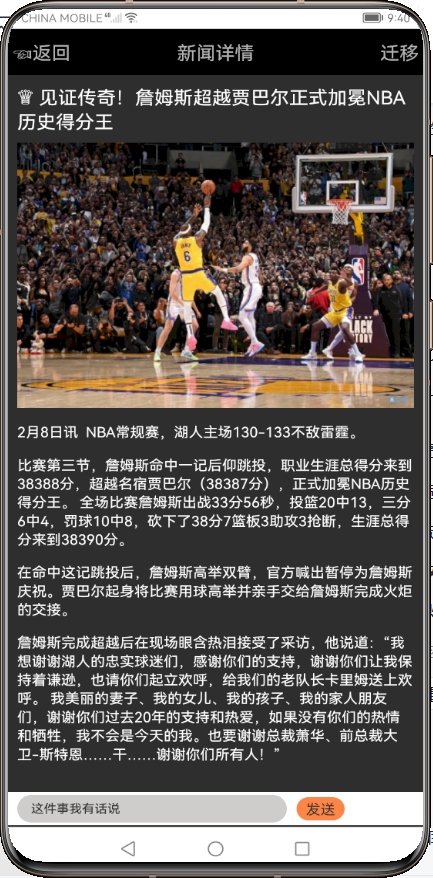 CHINA MOBILE 9:40
返回 新闻详情 迁移
♛ 见证传奇！詹姆斯超越贾巴尔正式加冕NBA
历史得分王
6
NBA
BLACK
HISTORY
2月8日讯 NBA常规赛，湖人主场130-133不敌雷霆。
比赛第三节，詹姆斯命中一记后仰跳投，职业生涯总得分来到
38388分，超越名宿贾巴尔（38387分），正式加冕NBA历史
得分王。 全场比赛詹姆斯出战33分56秒，投篮20中13，三分
6中4，罚球10中8，砍下了38分7篮板3助攻3抢断，生涯总得
分来到38390分。
在命中这记跳投后，詹姆斯高举双臂，官方喊出暂停为詹姆斯
庆祝。贾巴尔起身将比赛用球高举并亲手交给詹姆斯完成火炬
的交接。
詹姆斯完成超越后在现场眼含热泪接受了采访，他说道：“我
想谢谢湖人的忠实球迷们，感谢你们的支持，谢谢你们让我保
持着谦逊，也请你们起立欢呼，给我们的老队长卡里姆送上欢
呼。 我美丽的妻子、我的女儿、我的孩子、我的家人朋友
们，谢谢你们过去20年的支持和热爱，如果没有你们的热情
和牺牲，我不会是今天的我。也要谢谢总裁萧华、前总裁大
卫-斯特恩……干……谢谢你们所有人！”
这件事我有话说 发送